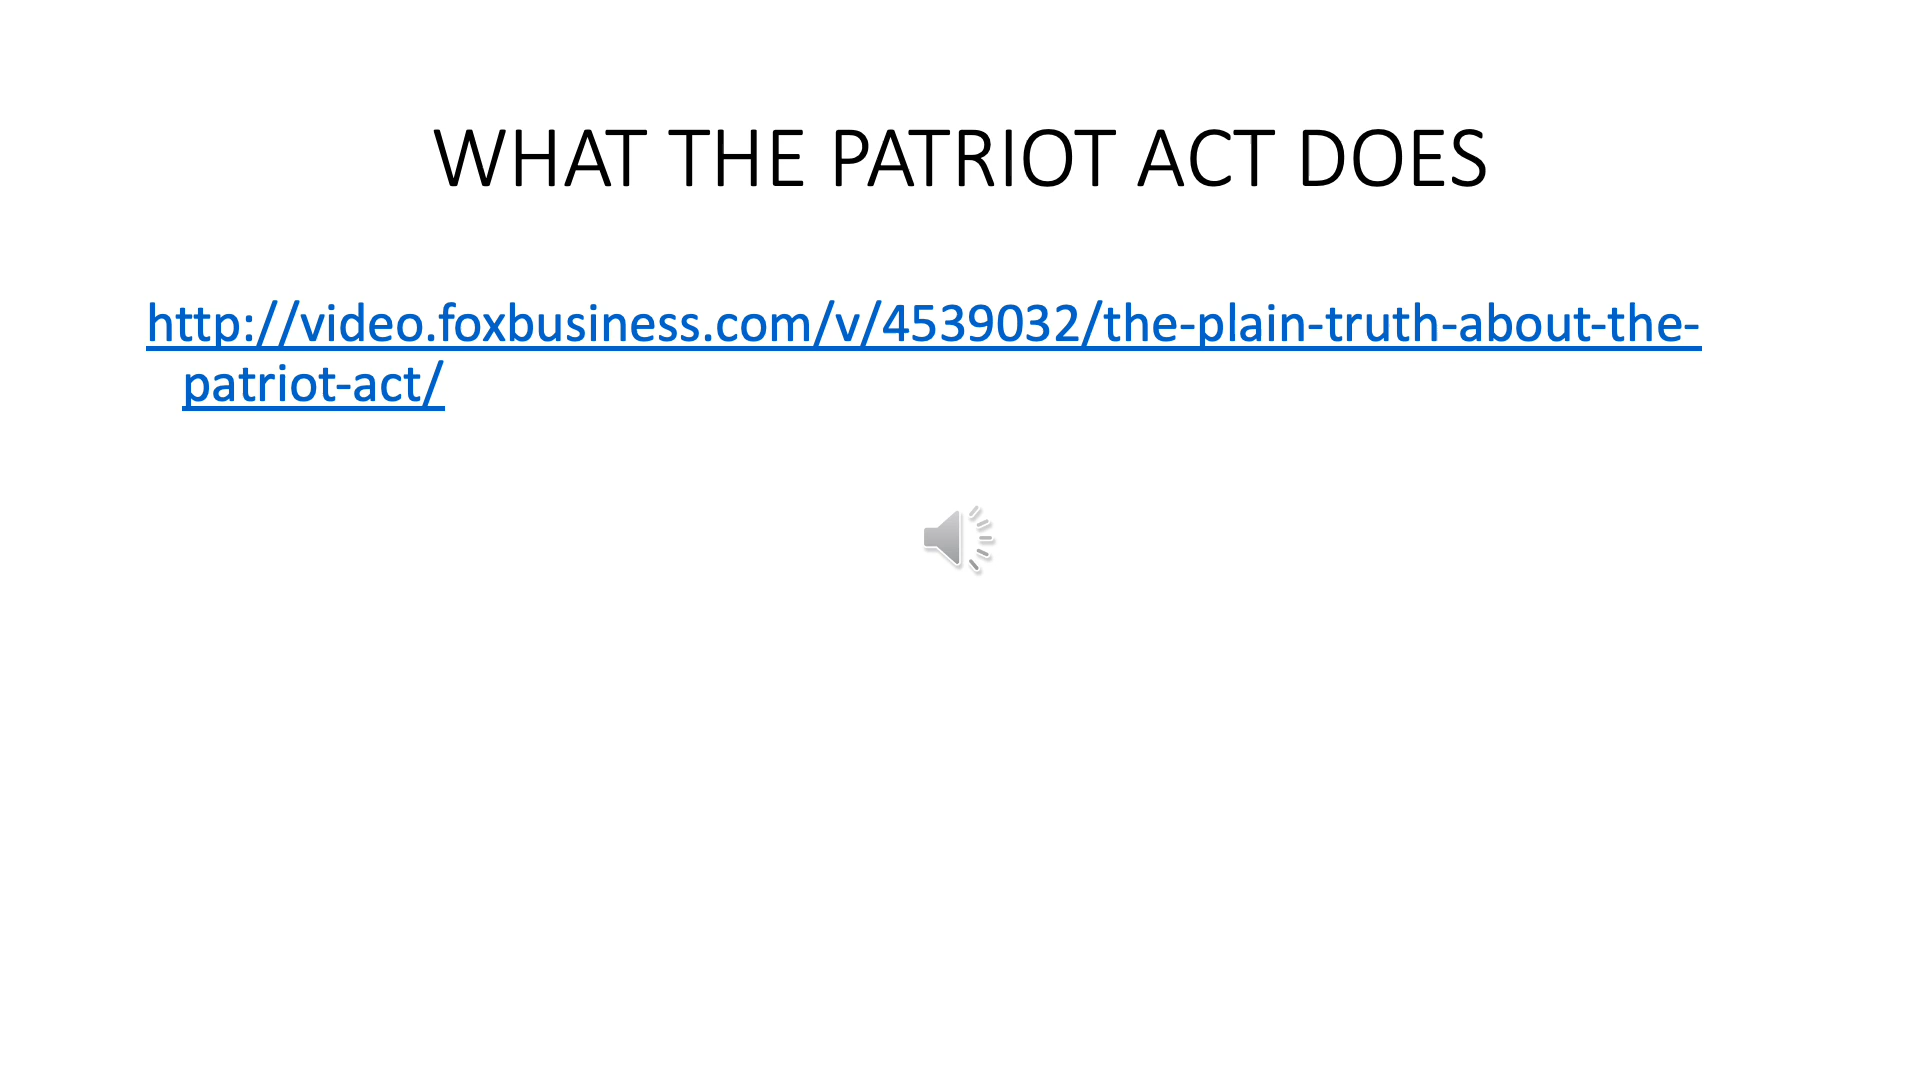 WHAT THE PATRIOT ACT DOES
http://video.foxbusiness.com/v/4539032/the-plain-truth-about-the-
patriot-act/